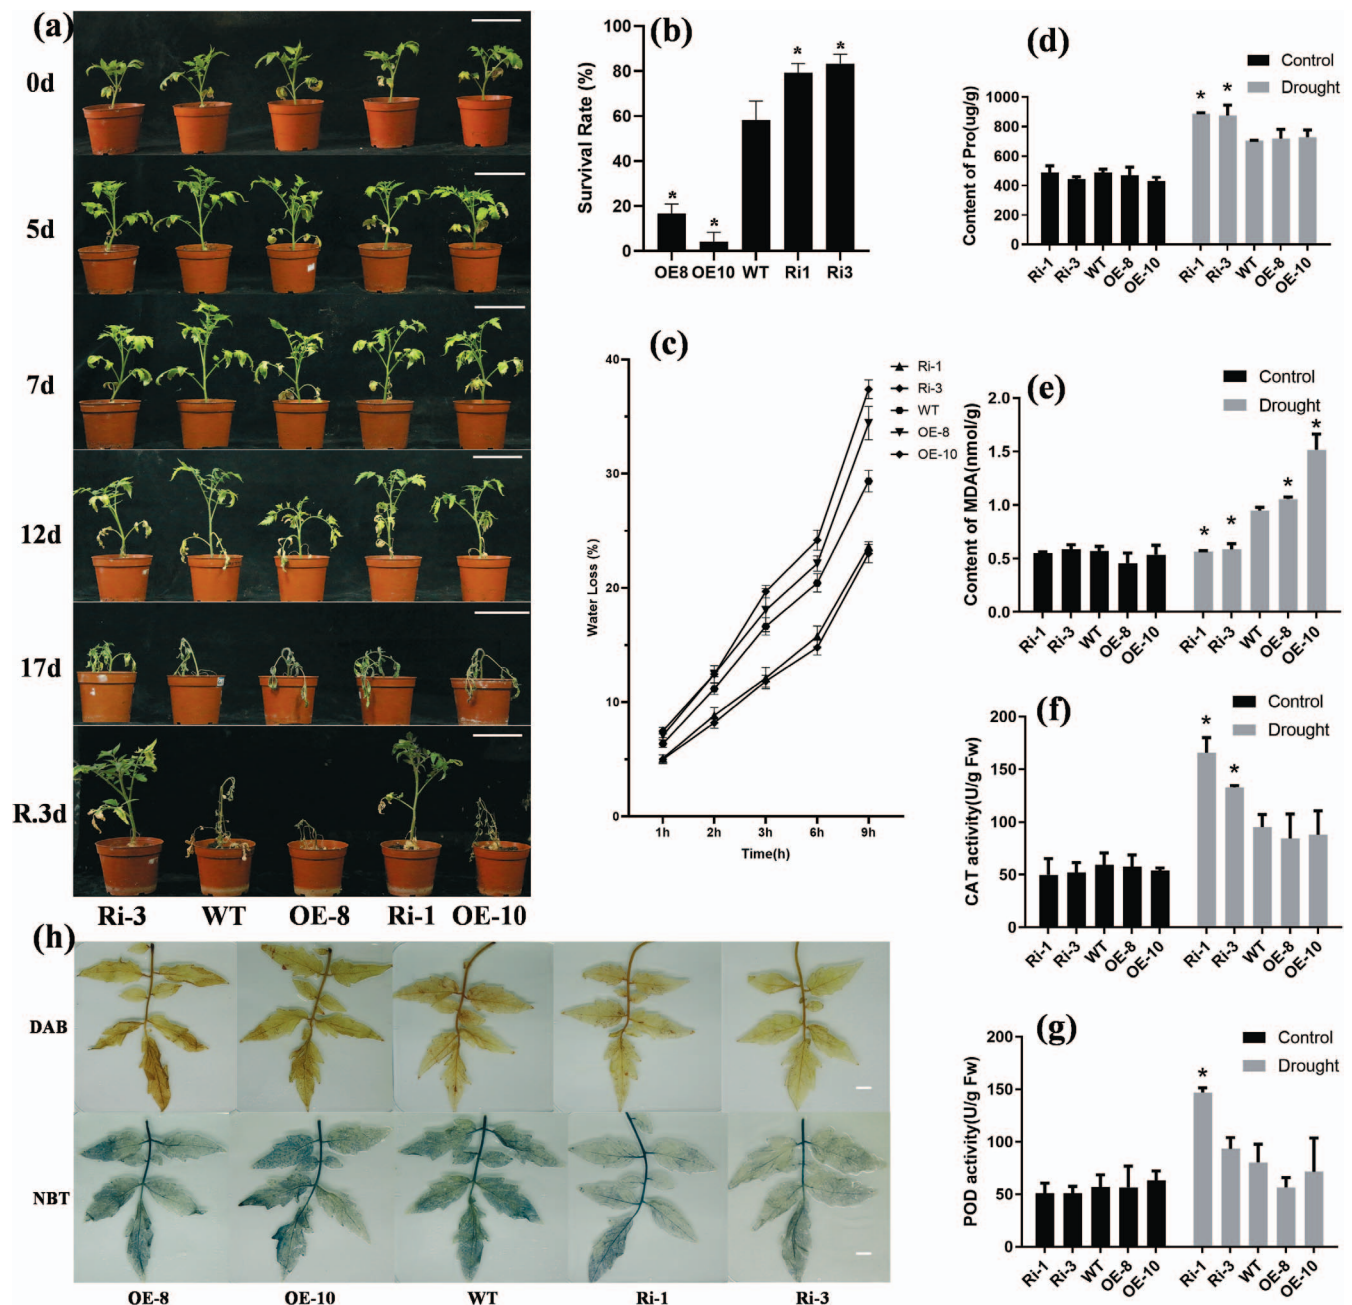 (a)
0d
5d
7d
12d
17d
R.3d
Ri-3 WT OE-8 Ri-1 OE-10
(b)
Survival Rate (%)
100
80
60
40
20
0
* * * *
OE8 OE10 WT Ri1 Ri3
(c)
Water Loss (%)
40
30
20
10
0
1h 2h 3h 6h 9h
Time(h)
Ri-1
Ri-3
WT
OE-8
OE-10
(d)
Control
Drought
Content of Pro(ug/g)
1000
800
600
400
200
0
* *
Ri-1 Ri-3 WT OE-8 OE-10 Ri-1 Ri-3 WT OE-8 OE-10
(e)
Control
Drought
Content of MDA(nmol/g)
2.0
1.5
1.0
0.5
0.0
* * * *
Ri-1 Ri-3 WT OE-8 OE-10 Ri-1 Ri-3 WT OE-8 OE-10
(f)
Control
Drought
CAT activity(U/g Fw)
200
150
100
50
0
* *
Ri-1 Ri-3 WT OE-8 OE-10 Ri-1 Ri-3 WT OE-8 OE-10
(g)
Control
Drought
POD activity(U/g Fw)
200
150
100
50
0
*
Ri-1 Ri-3 WT OE-8 OE-10 Ri-1 Ri-3 WT OE-8 OE-10
(h)
DAB
NBT
OE-8 OE-10 WT Ri-1 Ri-3